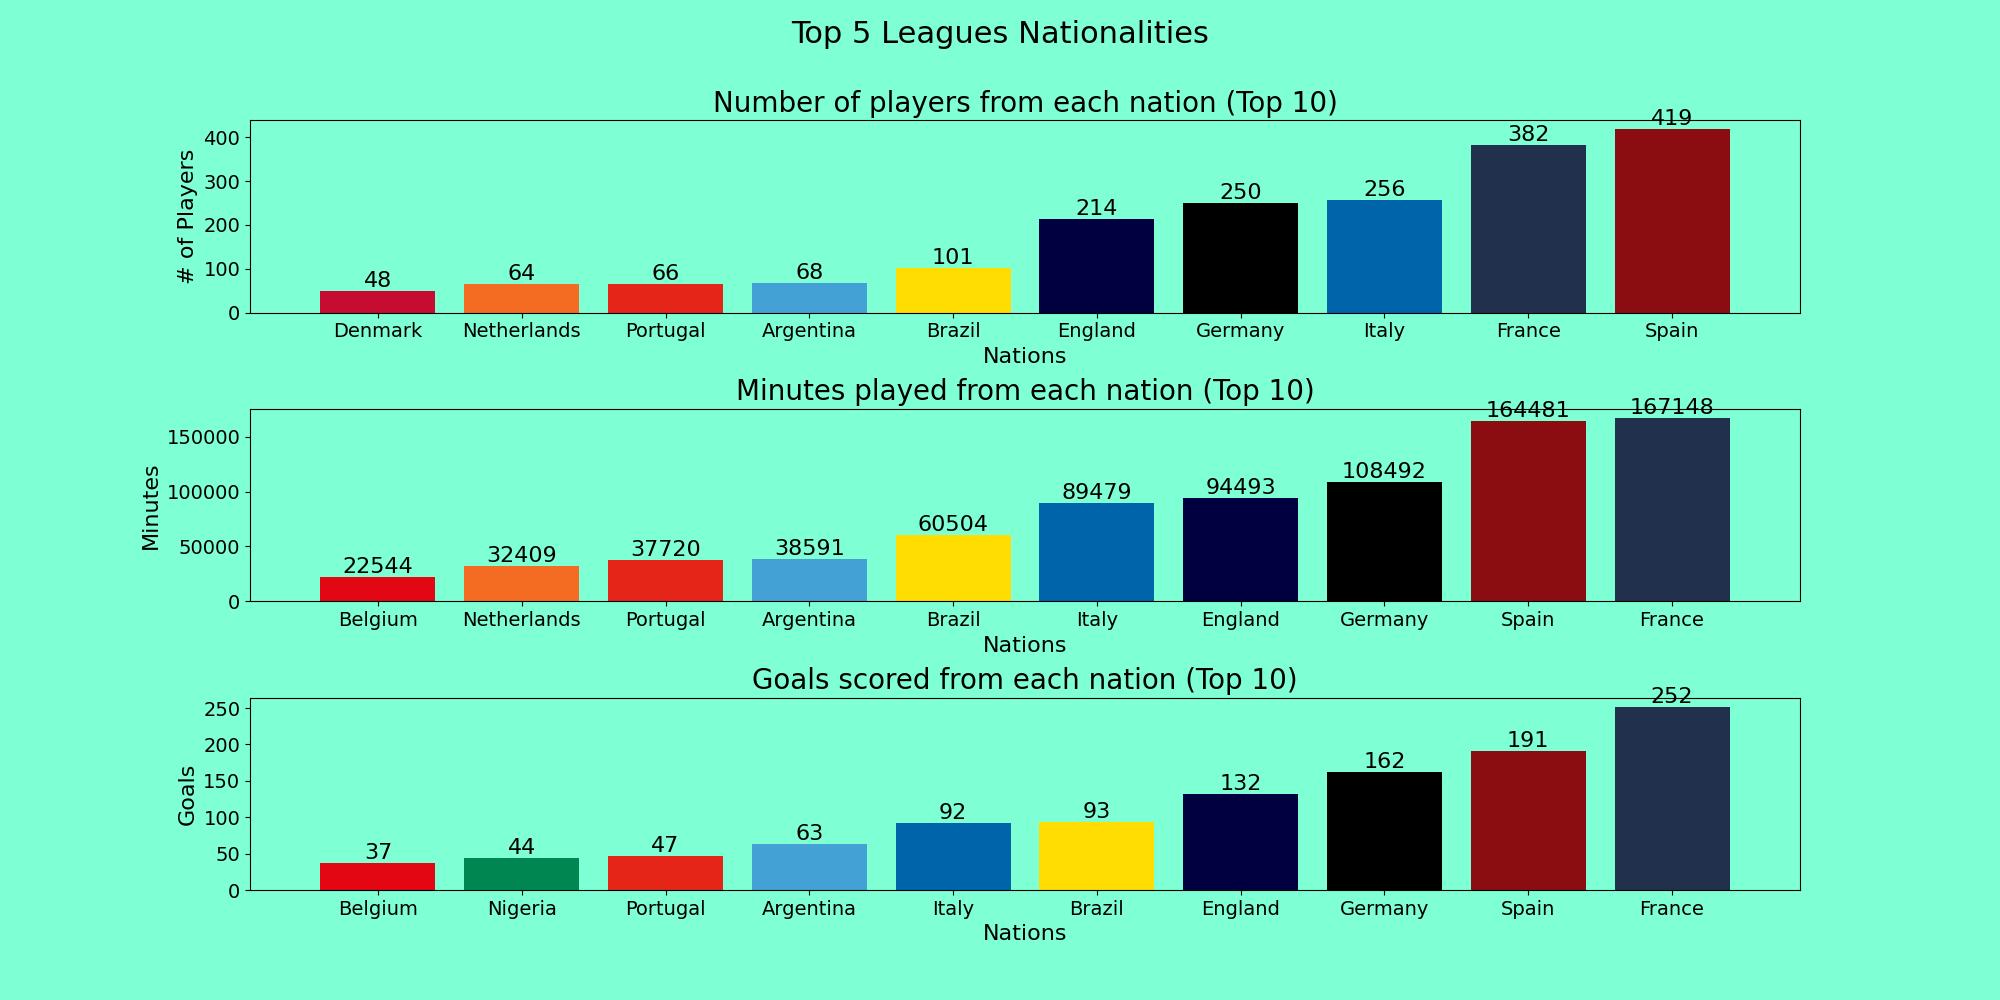 Top 5 Leagues Nationalities
Number of players from each nation (Top 10)
# of Players
400
300
200
100
0
48 64 66 68 101 214 250 256 382 419
Denmark Netherlands Portugal Argentina Brazil England Germany Italy France Spain
Nations
Minutes played from each nation (Top 10)
Minutes
150000
100000
50000
0
22544 32409 37720 38591 60504 89479 94493 108492 164481 167148
Belgium Netherlands Portugal Argentina Brazil Italy England Germany Spain France
Nations
Goals scored from each nation (Top 10)
Goals
250
200
150
100
50
0
37 44 47 63 92 93 132 162 191 252
Belgium Nigeria Portugal Argentina Italy Brazil England Germany Spain France
Nations